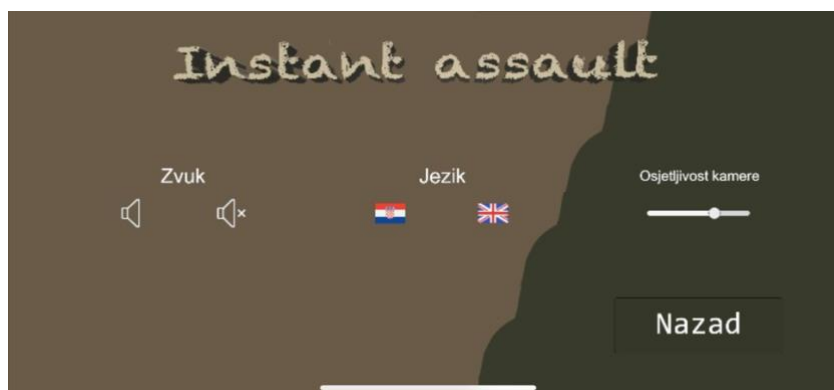 Instant assault
Zvuk
Jezik
Osjetljivost kamere
Nazad